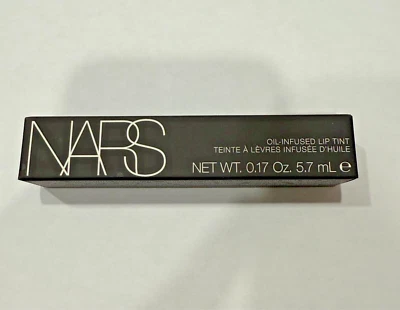 NARS
OIL-INFUSED LIP TINT
TEINTE À LÈVRES INFUSÉE D'HUILE
NET WT. 0.17 Oz. 5.7 mL ℮